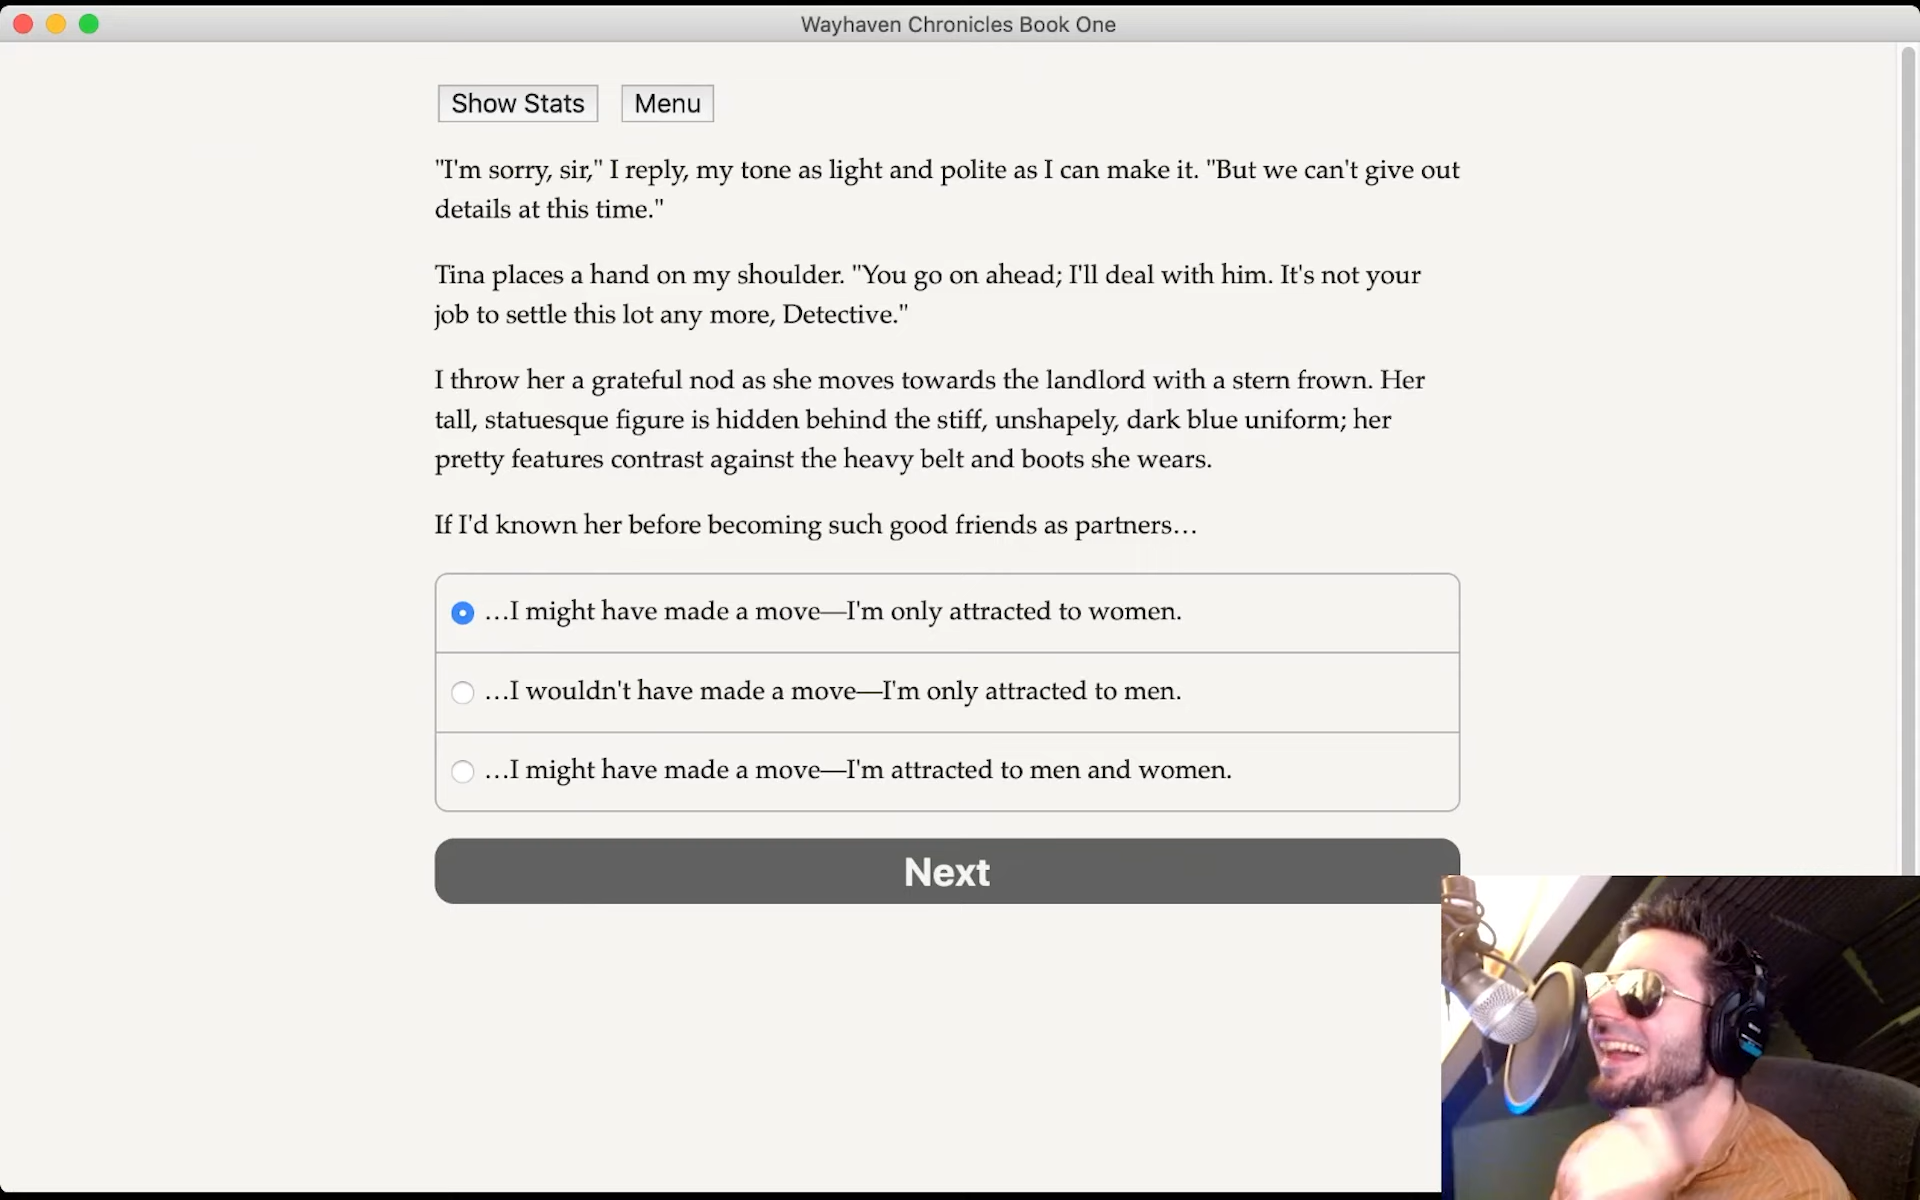 Wayhaven Chronicles Book One
Show Stats Menu
"I'm sorry, sir," I reply, my tone as light and polite as I can make it. "But we can't give out
details at this time."
Tina places a hand on my shoulder. "You go on ahead; I'll deal with him. It's not your
job to settle this lot any more, Detective."
I throw her a grateful nod as she moves towards the landlord with a stern frown. Her
tall, statuesque figure is hidden behind the stiff, unshapely, dark blue uniform; her
pretty features contrast against the heavy belt and boots she wears.
If I'd known her before becoming such good friends as partners…
…I might have made a move—I'm only attracted to women.
…I wouldn't have made a move—I'm only attracted to men.
…I might have made a move—I'm attracted to men and women.
Next